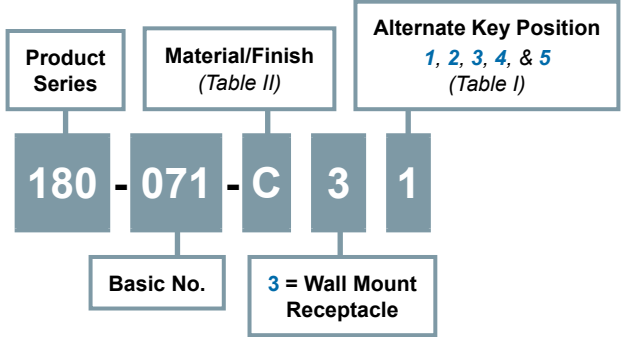 Product
Series
Material/Finish
(Table II)
Alternate Key Position
1, 2, 3, 4, & 5
(Table I)
180 - 071 - C 3 1
Basic No.
3 = Wall Mount
Receptacle